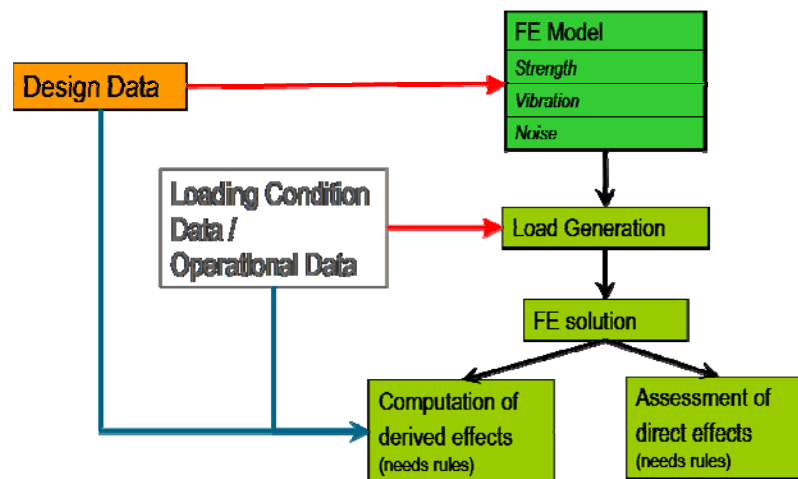 FE Model
Strength
Vibration
Noise
Design Data
Loading Condition
Data /
Operational Data
Load Generation
FE solution
Computation of
derived effects
(needs rules)
Assessment of
direct effects
(needs rules)